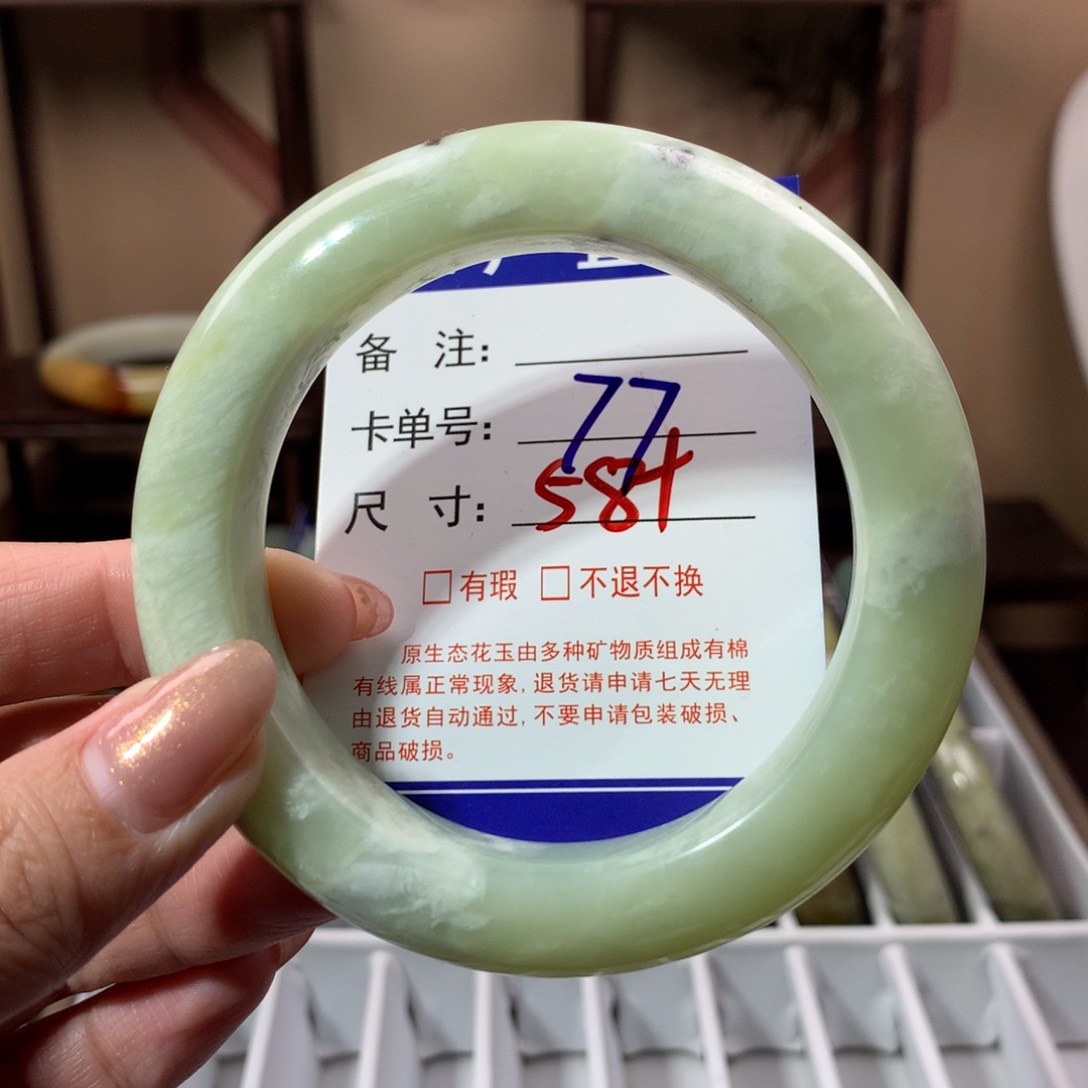 备 注:
卡单号: 77
尺 寸: 58+
□有瑕 □不退不换
原生态花玉由多种矿物质组成有棉
有线属正常现象,退货请申请七天无理
由退货自动通过,不要申请包装破损、
商品破损。